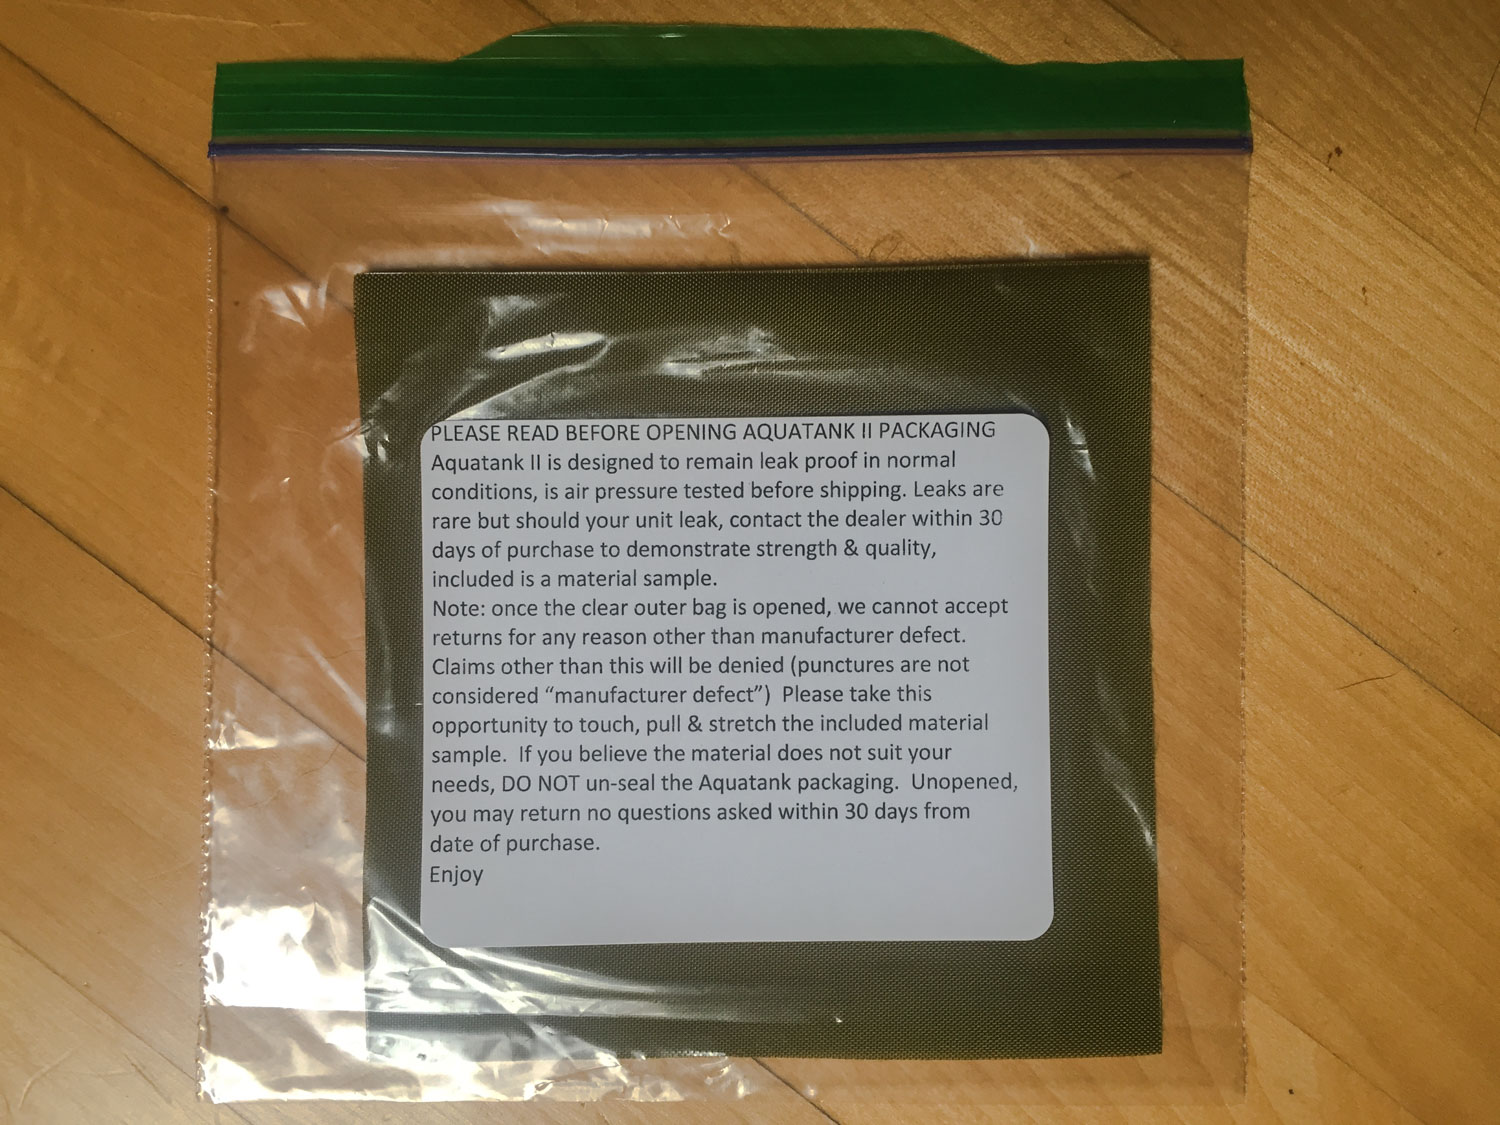 PLEASE READ BEFORE OPENING AQUATANK II PACKAGING
Aquatank II is designed to remain leak proof in normal
conditions, is air pressure tested before shipping. Leaks are
rare but should your unit leak, contact the dealer within 30
days of purchase to demonstrate strength & quality,
included is a material sample.
Note: once the clear outer bag is opened, we cannot accept
returns for any reason other than manufacturer defect.
Claims other than this will be denied (punctures are not
considered “manufacturer defect”)  Please take this
opportunity to touch, pull & stretch the included material
sample.  If you believe the material does not suit your
needs, DO NOT un-seal the Aquatank packaging.  Unopened,
you may return no questions asked within 30 days from
date of purchase.
Enjoy